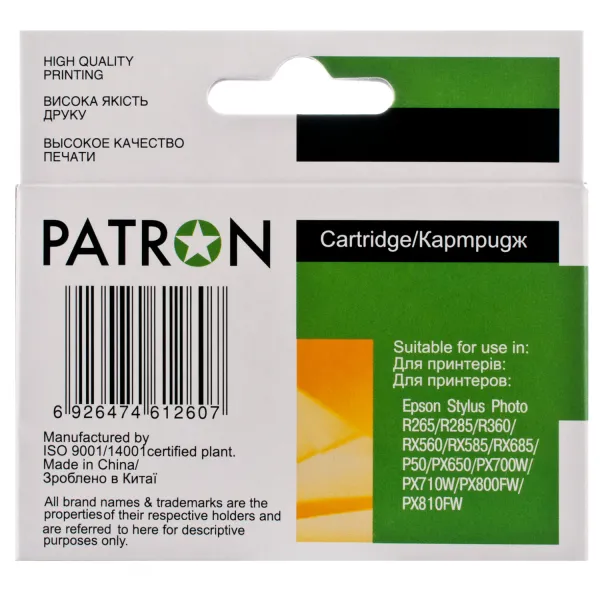 HIGH QUALITY
PRINTING
ВИСОКА ЯКІСТЬ
ДРУКУ
ВЫСОКОЕ КАЧЕСТВО
ПЕЧАТИ
PATRON
Cartridge/Картридж
6 926474 612607
Suitable for use in:
Для принтерів:
Для принтеров:
Epson Stylus Photo
R265/R285/R360/
RX560/RX585/RX685/
P50/PX650/PX700W/
PX710W/PX800FW/
PX810FW
Manufactured by
ISO 9001/14001certified plant.
Made in China/
Зроблено в Китаї
All brand names & trademarks are the
propertiesof their respective holders and
are referred to here for descriptive
purposes only.